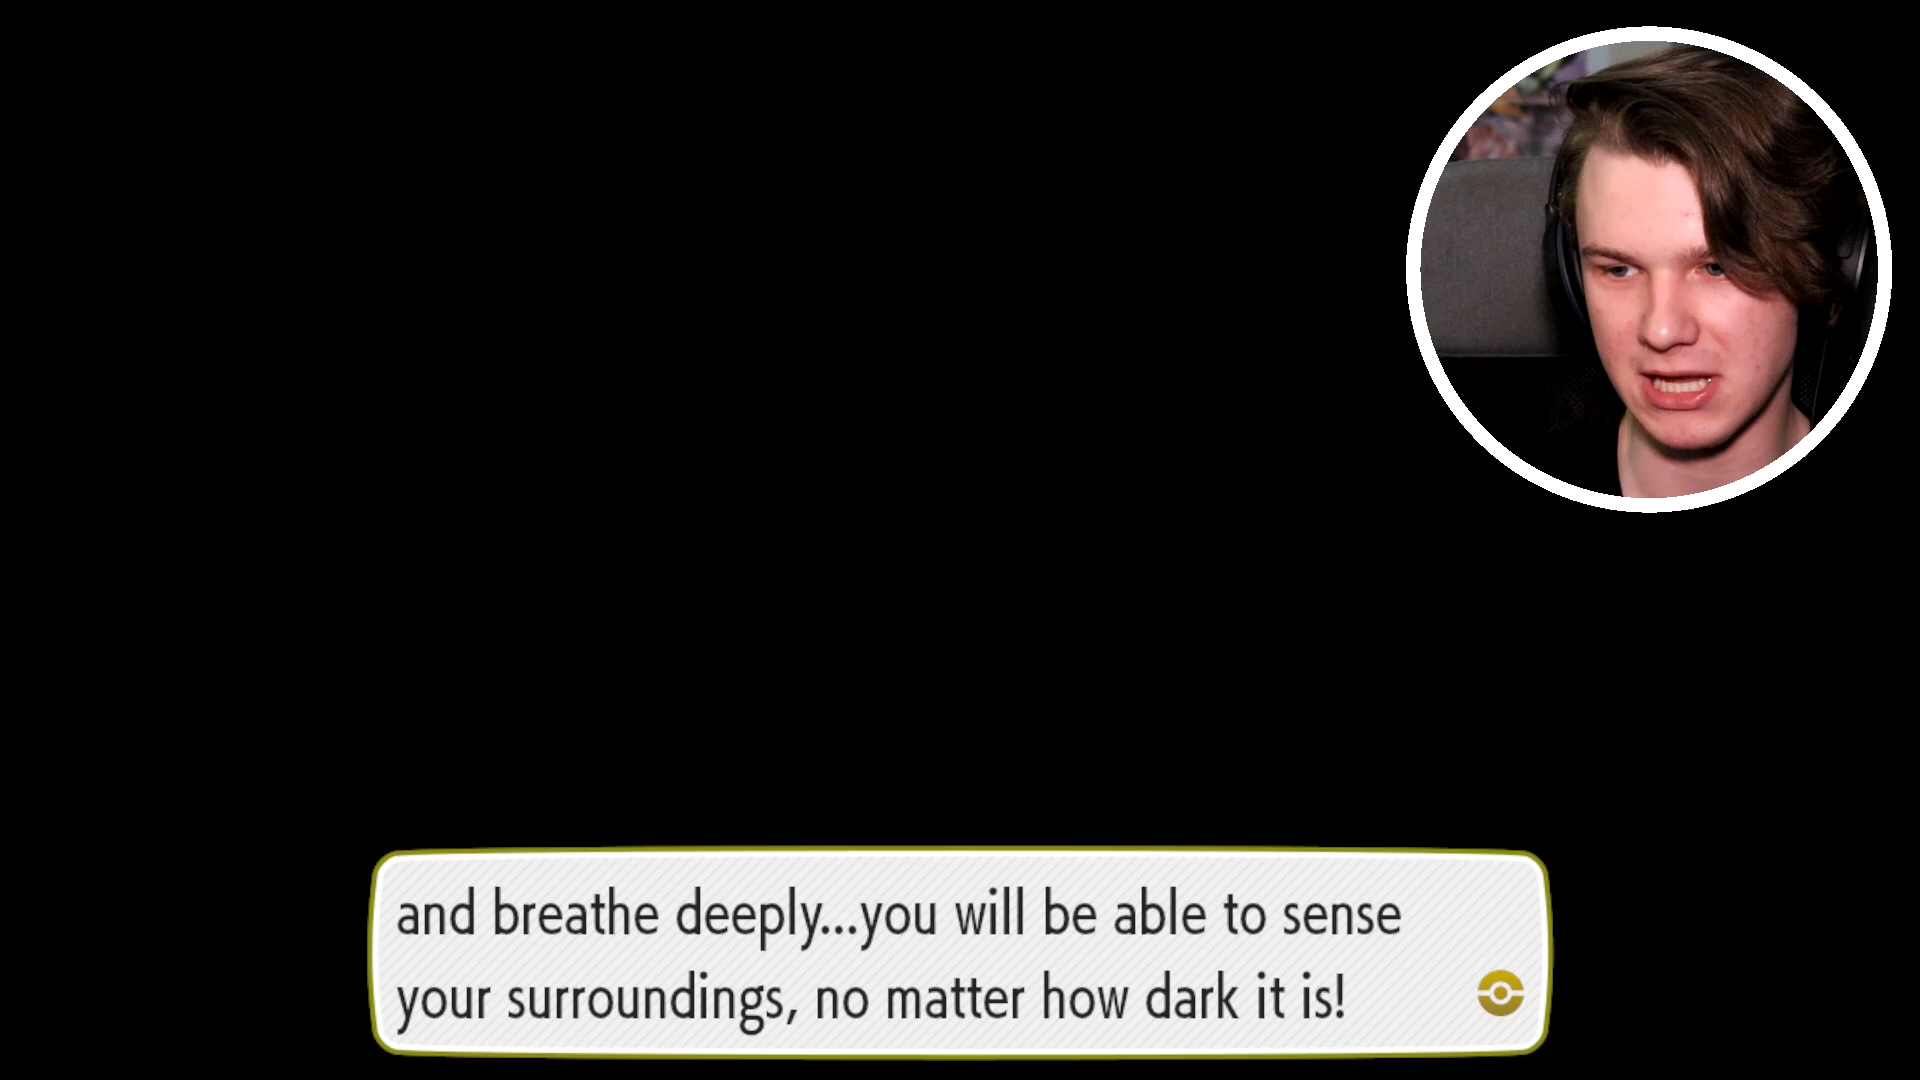 and breathe deeply...you will be able to sense
your surroundings, no matter how dark it is!